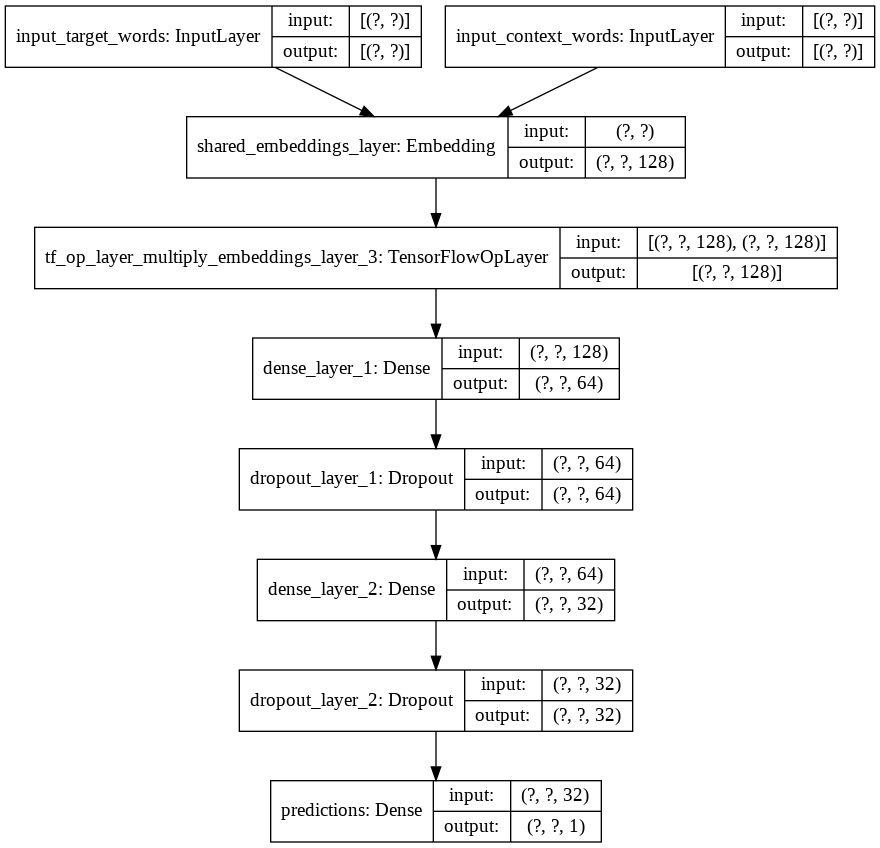 input_target_words: InputLayer
input:
[(?, ?)]
output:
[(?, ?)]
input_context_words: InputLayer
input:
[(?, ?)]
output:
[(?, ?)]
shared_embeddings_layer: Embedding
input:
(?, ?)
output:
(?, ?, 128)
tf_op_layer_multiply_embeddings_layer_3: TensorFlowOpLayer
input:
[(?, ?, 128), (?, ?, 128)]
output:
[(?, ?, 128)]
dense_layer_1: Dense
input:
(?, ?, 128)
output:
(?, ?, 64)
dropout_layer_1: Dropout
input:
(?, ?, 64)
output:
(?, ?, 64)
dense_layer_2: Dense
input:
(?, ?, 64)
output:
(?, ?, 32)
dropout_layer_2: Dropout
input:
(?, ?, 32)
output:
(?, ?, 32)
predictions: Dense
input:
(?, ?, 32)
output:
(?, ?, 1)